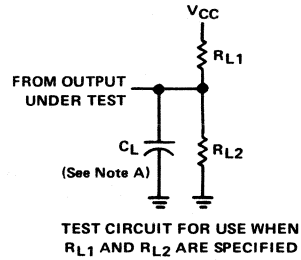 VCC
RL1
FROM OUTPUT
UNDER TEST
CL
RL2
(See Note A)
TEST CIRCUIT FOR USE WHEN
RL1 AND RL2 ARE SPECIFIED